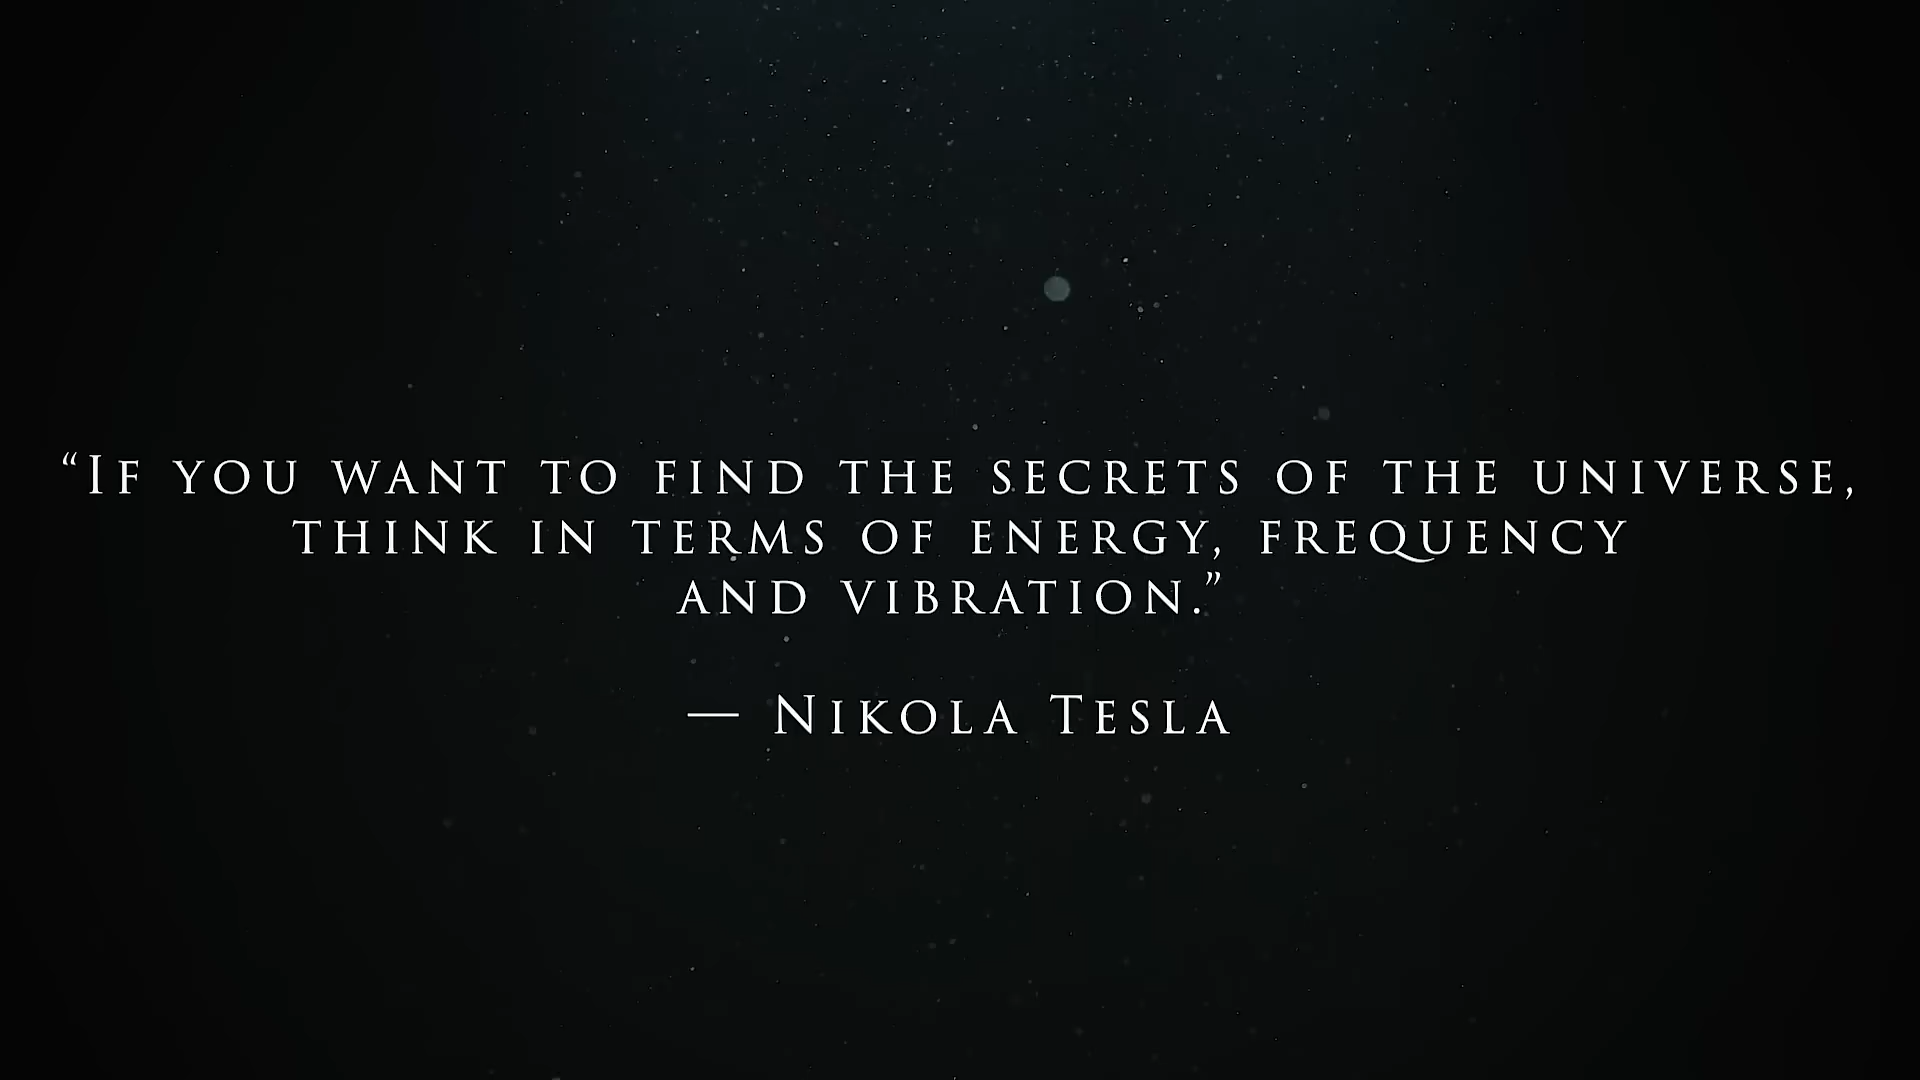 “If you want to find the secrets of the universe,
think in terms of energy, frequency
and vibration.”
— Nikola Tesla